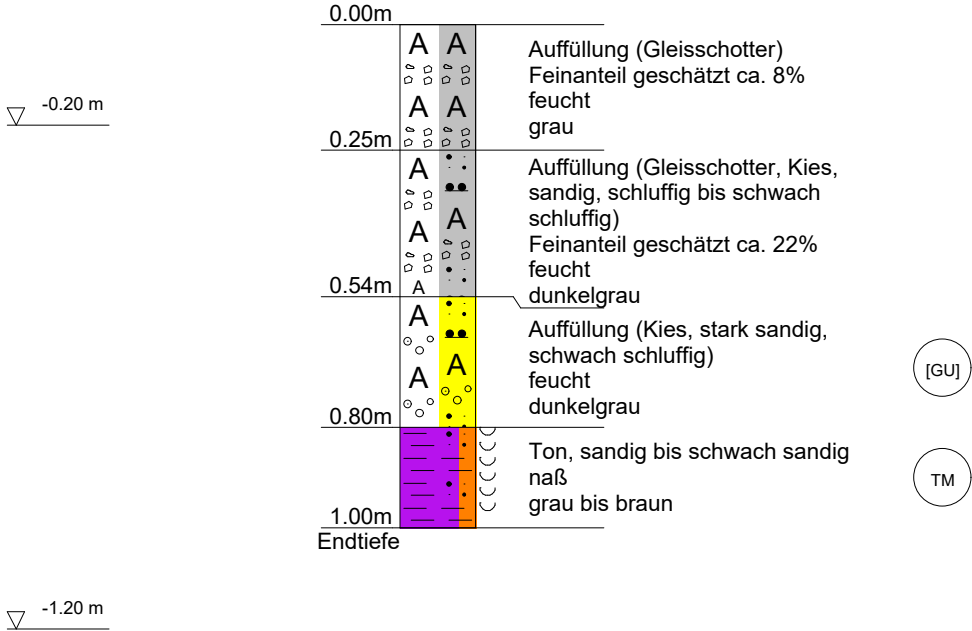 0.00m
A A
Auffüllung (Gleisschotter)
Feinanteil geschätzt ca. 8%
feucht
grau
-0.20 m
A A
0.25m
A
Auffüllung (Gleisschotter, Kies,
sandig, schluffig bis schwach
schluffig)
Feinanteil geschätzt ca. 22%
feucht
dunkelgrau
A
A
A
0.54m
A
Auffüllung (Kies, stark sandig,
schwach schluffig)
feucht
dunkelgrau
A
A
[GU]
0.80m
Ton, sandig bis schwach sandig
naß
grau bis braun
TM
1.00m
Endtiefe
-1.20 m